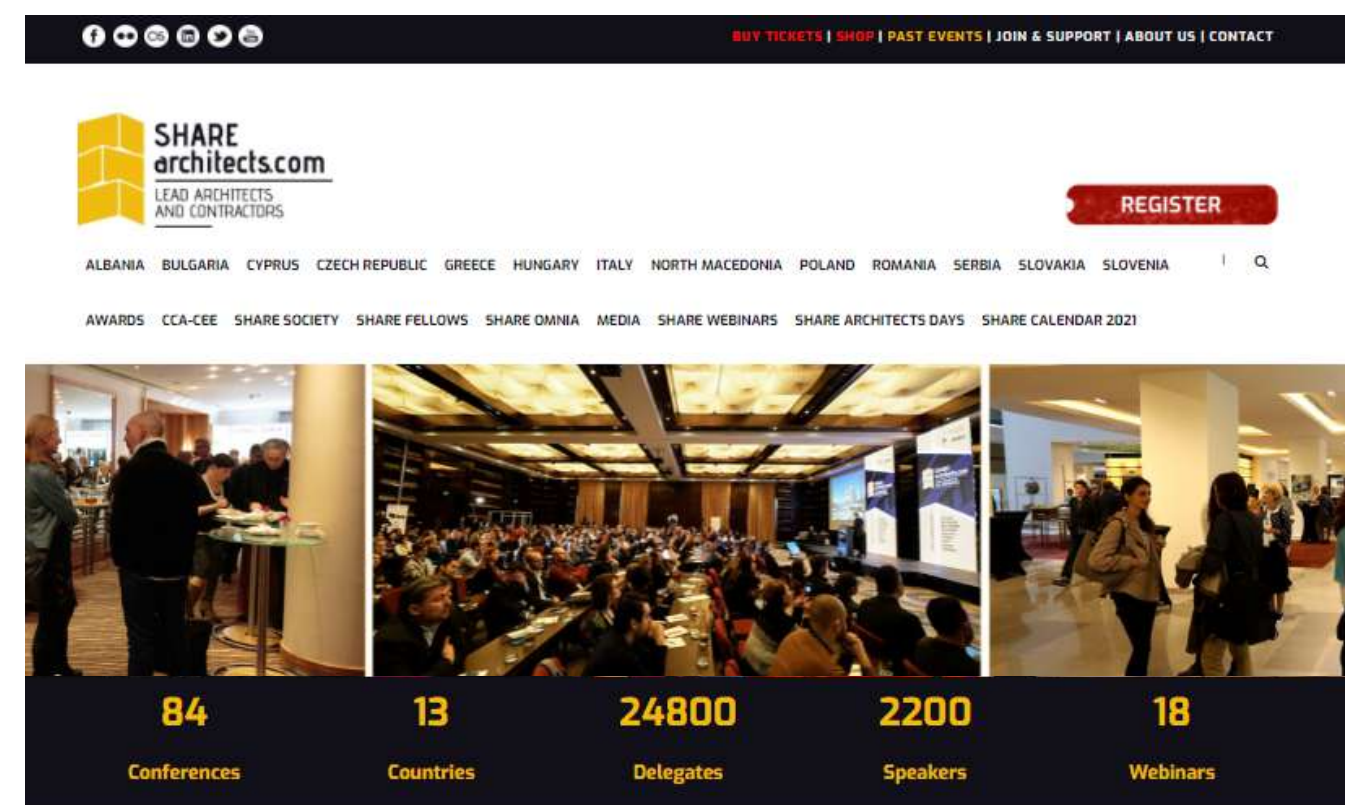 BUY TICKETS | SHOP | PAST EVENTS | JOIN & SUPPORT | ABOUT US | CONTACT
SHARE
architects.com
LEAD ARCHITECTS
AND CONTRACTORS
REGISTER
ALBANIA BULGARIA CYPRUS CZECH REPUBLIC GREECE HUNGARY ITALY NORTH MACEDONIA POLAND ROMANIA SERBIA SLOVAKIA SLOVENIA |
AWARDS CCA-CEE SHARE SOCIETY SHARE FELLOWS SHARE OMNIA MEDIA SHARE WEBINARS SHARE ARCHITECTS DAYS SHARE CALENDAR 2021
84 13 24800 2200 18
Conferences Countries Delegates Speakers Webinars